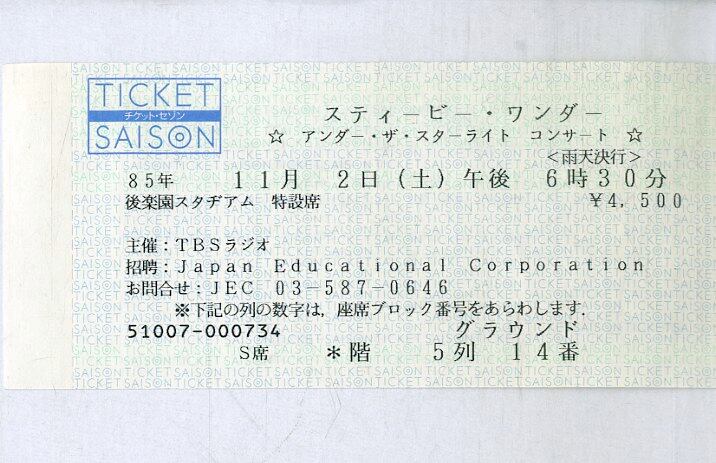 TICKET
チケット・セゾン
SAISON
スティービー・ワンダー
☆ アンダー・ザ・スターライト コンサート ☆
＜雨天決行＞
85年 11月 2日（土）午後 6時30分
後楽園スタヂアム 特設席 ￥4,500
主催：TBSラジオ
招聘：Japan Educational Corporation
お問合せ：JEC 03-587-0646
※下記の列の数字は，座席ブロック番号をあらわします．
51007-000734 グラウンド
S席 ＊階 5列 14番